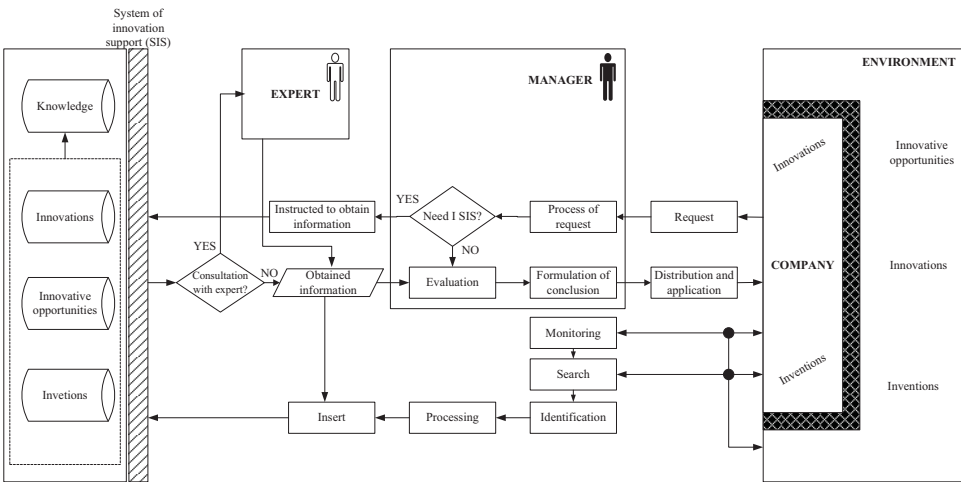 System of
innovation
support (SIS)
Knowledge
Innovations
Innovative
opportunities
Invetions
EXPERT
MANAGER
ENVIRONMENT
YES
Instructed to obtain
information
YES
Need I SIS?
Process of
request
Request
NO
Consultation
with expert?
NO
Obtained
information
Evaluation
Formulation of
conclusion
Distribution and
application
COMPANY
Innovations
Inventions
Innovative
opportunities
Innovations
Inventions
Monitoring
Search
Identification
Processing
Insert